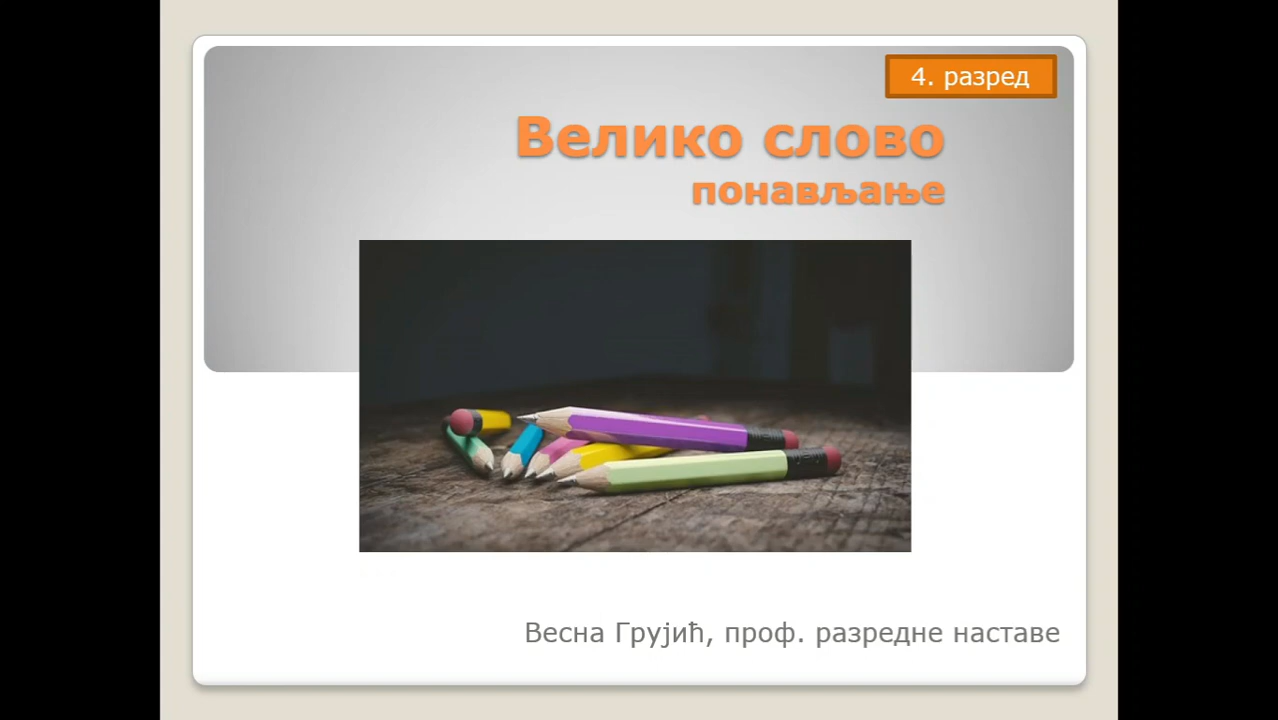 4. разред
Велико слово
понављање
Весна Грујић, проф. разредне наставе